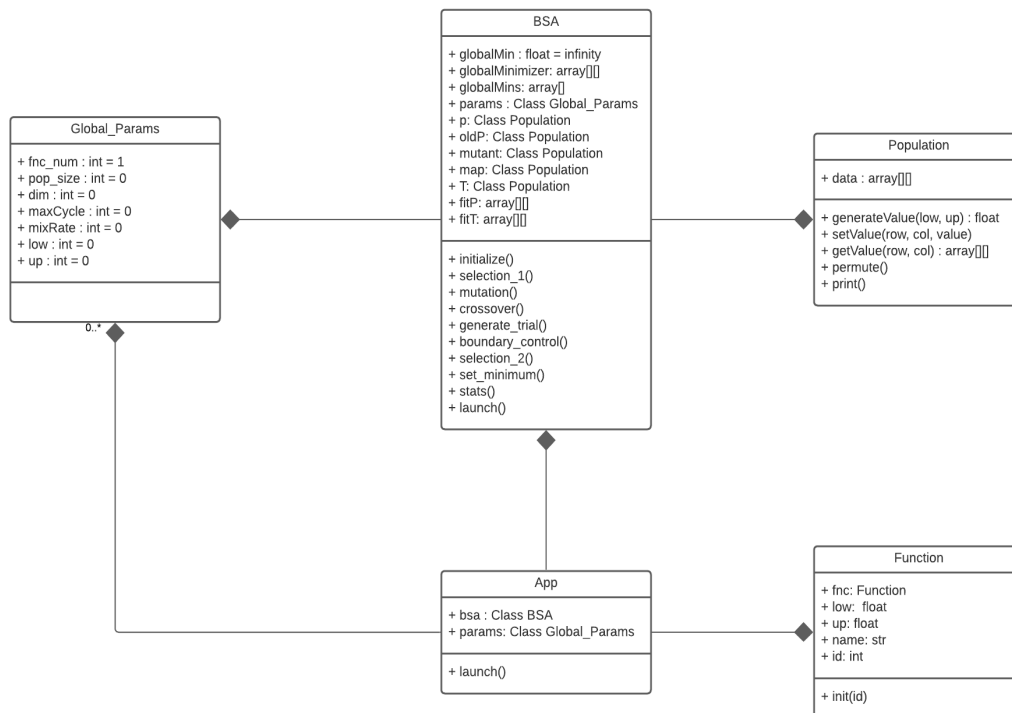 BSA
+ globalMin : float = infinity
+ globalMinimizer: array[][]
+ globalMins: array[]
+ params : Class Global_Params
+ p: Class Population
+ oldP: Class Population
+ mutant: Class Population
+ map: Class Population
+ T: Class Population
+ fitP: array[][]
+ fitT: array[][]
+ initialize()
+ selection_1()
+ mutation()
+ crossover()
+ generate_trial()
+ boundary_control()
+ selection_2()
+ set_minimum()
+ stats()
+ launch()
Global_Params
+ fnc_num : int = 1
+ pop_size : int = 0
+ dim : int = 0
+ maxCycle : int = 0
+ mixRate : int = 0
+ low : int = 0
+ up : int = 0
0..*
Population
+ data : array[][]
+ generateValue(low, up) : float
+ setValue(row, col, value)
+ getValue(row, col) : array[][]
+ permute()
+ print()
App
+ bsa : Class BSA
+ params: Class Global_Params
+ launch()
Function
+ fnc: Function
+ low:  float
+ up: float
+ name: str
+ id: int
+ init(id)